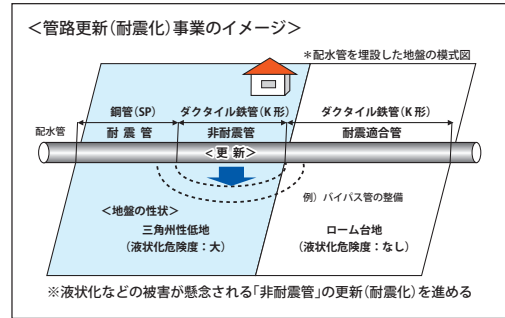 ＜管路更新（耐震化）事業のイメージ＞
＊配水管を埋設した地盤の模式図
鋼管（SP） ダクタイル鉄管（K形） ダクタイル鉄管（K形）
配水管 耐震管 非耐震管 耐震適合管
＜更新＞
例）バイパス管の整備
＜地盤の性状＞
三角州性低地 ローム台地
（液状化危険度：大） （液状化危険度：なし）
※液状化などの被害が懸念される「非耐震管」の更新（耐震化）を進める